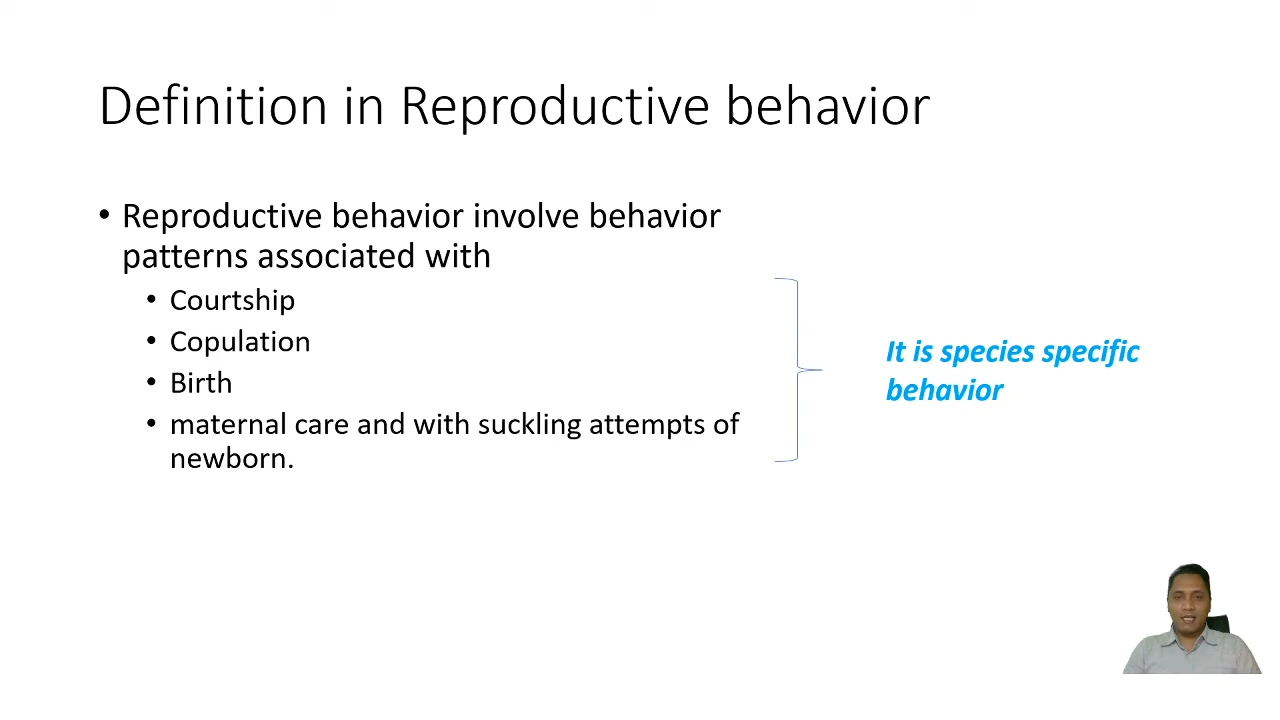 Definition in Reproductive behavior
• Reproductive behavior involve behavior
patterns associated with
• Courtship
• Copulation
• Birth
• maternal care and with suckling attempts of
newborn.
It is species specific
behavior